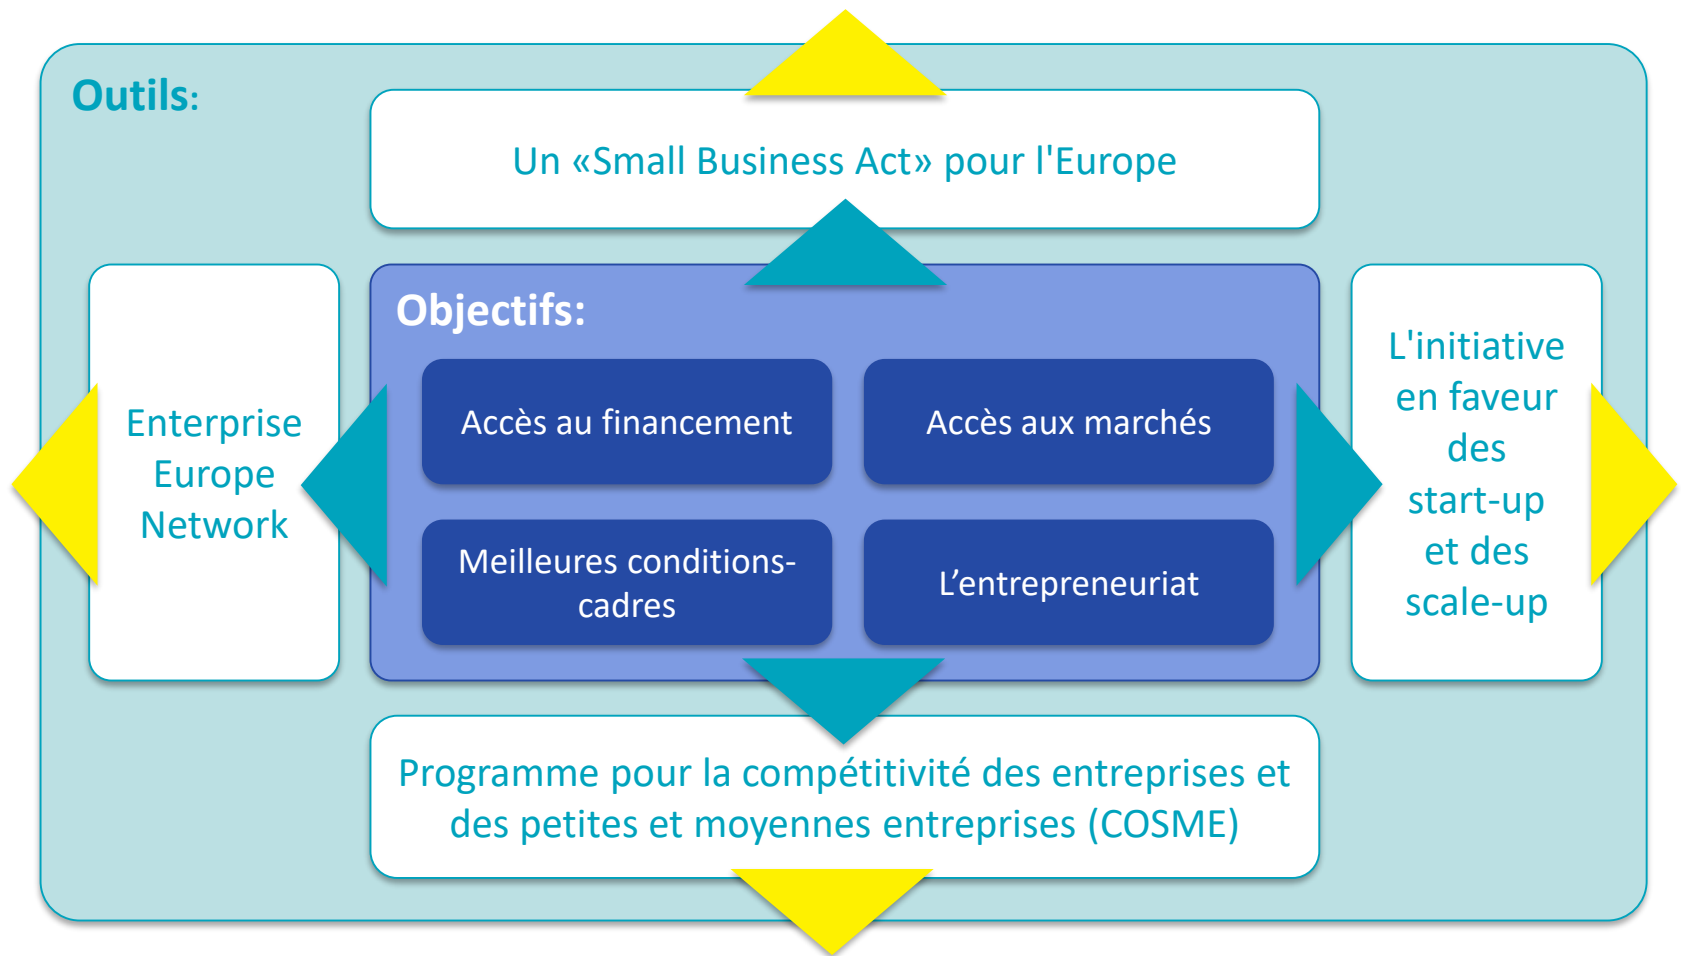 Outils:
Un «Small Business Act» pour l'Europe
Objectifs:
Accès au financement
Accès aux marchés
Meilleures conditions-
cadres
L’entrepreneuriat
Enterprise
Europe
Network
L'initiative
en faveur
des
start-up
et des
scale-up
Programme pour la compétitivité des entreprises et
des petites et moyennes entreprises (COSME)